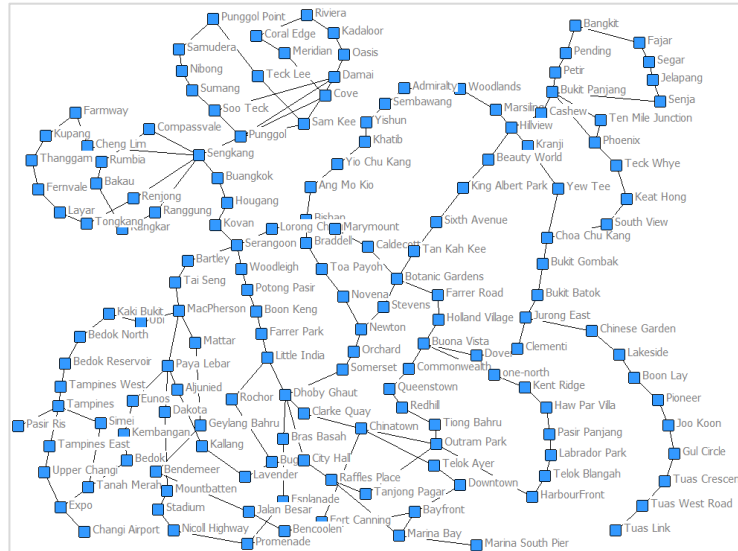 Punggol Point
Riviera
Bangkit
Coral Edge
Kadaloor
Samudera
Meridian
Oasis
Pending
Fajar
Nibong
Teck Lee
Damai
Petir
Segar
Sumang
Cove
Admiralty
Woodlands
Bukit Panjang
Jelapang
Soo Teck
Sembawang
Marsiling
Cashew
Senja
Farmway
Compassvale
Punggol
Sam Kee
Yishun
Hillview
Ten Mile Junction
Kupang
Cheng Lim
Khatib
Kranji
Phoenix
Thanggam
Rumbia
Sengkang
Yio Chu Kang
Beauty World
Teck Whye
Fernvale
Bakau
Buangkok
Ang Mo Kio
King Albert Park
Yew Tee
Keat Hong
Layar
Renjong
Hougang
Tongkang
Ranggung
Kovan
Bishan
Marymount
Sixth Avenue
South View
Kangkar
Serangoon
Lorong Ch
Braddell
Caldecott
Tan Kah Kee
Choa Chu Kang
Bartley
Woodleigh
Toa Payoh
Botanic Gardens
Bukit Gombak
Tai Seng
Potong Pasir
Novena
Stevens
Farrer Road
Bukit Batok
Kaki Bukit
Ubi
MacPherson
Boon Keng
Newton
Holland Village
Jurong East
Bedok North
Mattar
Farrer Park
Orchard
Buona Vista
Dover
Clementi
Chinese Garden
Bedok Reservoir
Paya Lebar
Little India
Somerset
Commonwealth
one-north
Lakeside
Tampines West
Eunos
Aljunied
Rochor
Dhoby Ghaut
Queenstown
Kent Ridge
Boon Lay
Tampines
Dakota
Clarke Quay
Redhill
Haw Par Villa
Pioneer
Pasir Ris
Simei
Kembangan
Geylang Bahru
Bras Basah
Chinatown
Tiong Bahru
Pasir Panjang
Joo Koon
Tampines East
Kallang
City Hall
Outram Park
Labrador Park
Gul Circle
Upper Changi
Bedok
Bendemeer
Lavender
Bug
Raffles Place
Telok Ayer
Telok Blangah
Tuas Crescen
Tanah Merah
Mountbatten
Esplanade
Tanjong Pagar
Downtown
HarbourFront
Expo
Stadium
Jalan Besar
Fort Canning
Bayfront
Tuas West Road
Changi Airport
Nicoll Highway
Bencoolen
Marina Bay
Tuas Link
Promenade
Marina South Pier